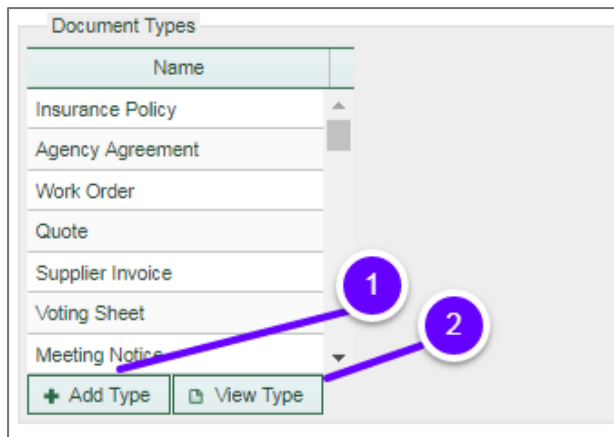 Document Types
Name
Insurance Policy
Agency Agreement
Work Order
Quote
Supplier Invoice
1
Voting Sheet
2
Meeting Notice
Add Type
View Type